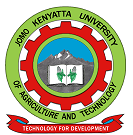 JOMO KENYATTA UNIVERSITY
OF AGRICULTURE AND TECHNOLOGY
TECHNOLOGY FOR DEVELOPMENT